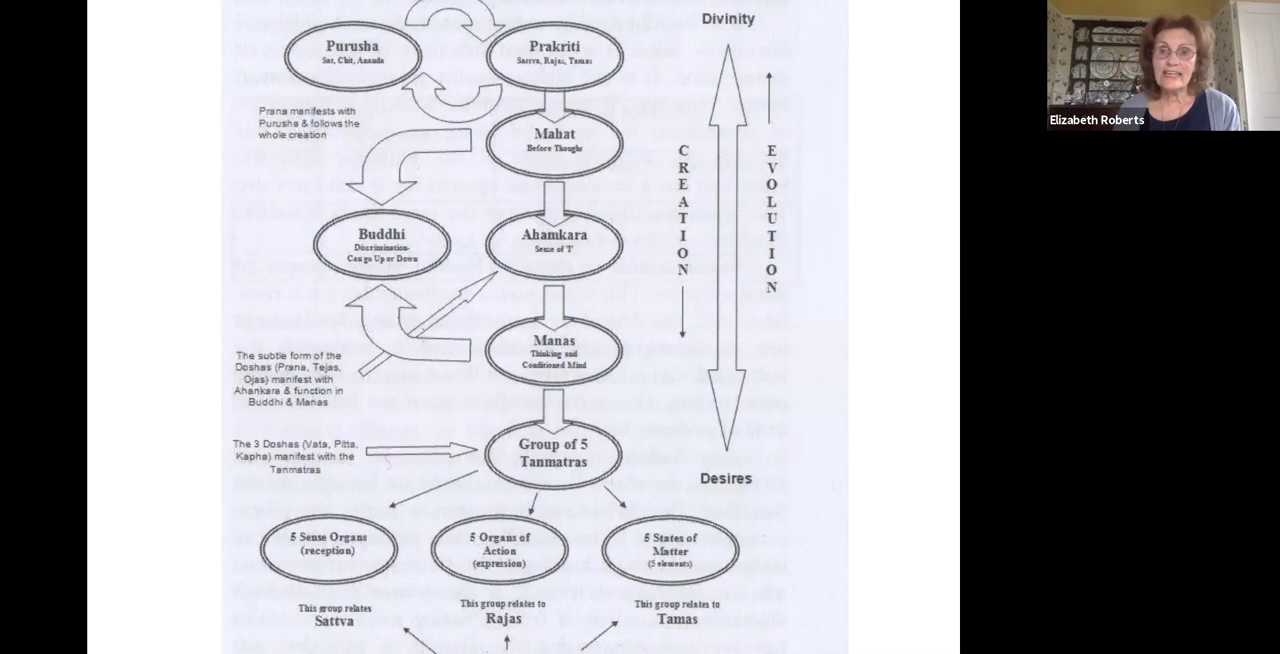 Divinity
Purusha
Sat, Chit, Ananda
Prakriti
Sattva, Rajas, Tamas
Prana manifests with
Purusha & follows the
whole creation
Mahat
Before Thought
CREATION
EVOLUTION
Buddhi
Discrimination-
Can go Up or Down
Ahamkara
Sense of 'I'
Manas
Thinking and
Conditioned Mind
The subtle form of the
Doshas (Prana, Tejas,
Ojas) manifest with
Ahankara & function in
Buddhi & Manas
The 3 Doshas (Vata, Pitta,
Kapha) manifest with the
Tanmatras
Group of 5
Tanmatras
Desires
5 Sense Organs
(reception)
5 Organs of
Action
(expression)
5 States of
Matter
(5 elements)
This group relates
Sattva
This group relates to
Rajas
This group relates to
Tamas
Elizabeth Roberts